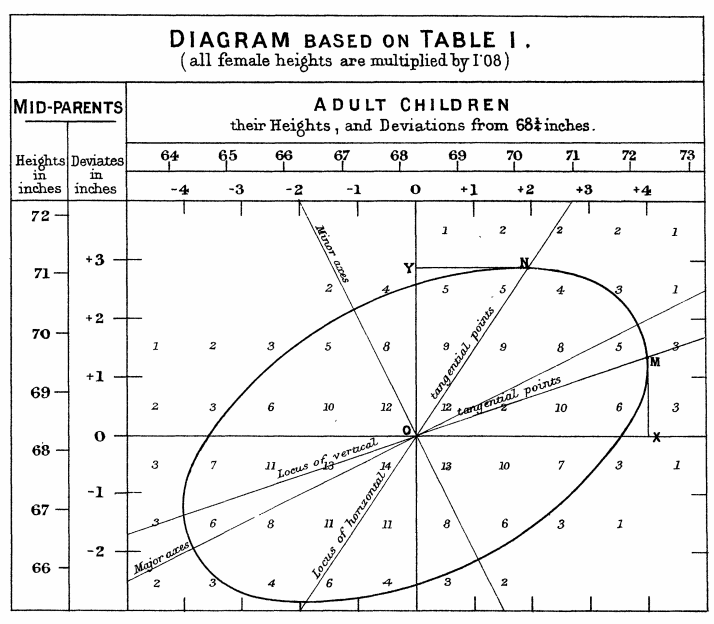 DIAGRAM BASED ON TABLE I.
(all female heights are multiplied by 1·08)
MID-PARENTS
ADULT CHILDREN
their Heights, and Deviations from 68¼ inches.
Heights in inches
Deviates in inches
64 65 66 67 68 69 70 71 72 73
-4 -3 -2 -1 0 +1 +2 +3 +4
72
1 2 2 2 1
+3
Y N
71
2 4 5 5 4 3 1
+2
70
1 2 3 5 8 9 9 8 5 3
M
+1
69
2 3 6 10 12 12 2 10 6 3
0
O X
68
3 7 11 13 14 13 10 7 3 1
-1
67
3 6 8 11 11 8 6 3 1
-2
66
2 3 4 6 4 3 2
Minor axes
tangential points
tangential points
Locus of vertical
Locus of horizontal
Major axes